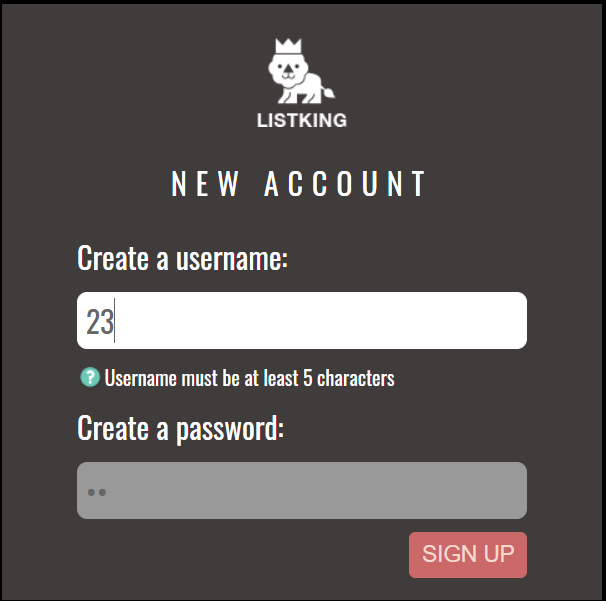 LISTKING
NEW ACCOUNT
Create a username:
23
? Username must be at least 5 characters
Create a password:
••
SIGN UP